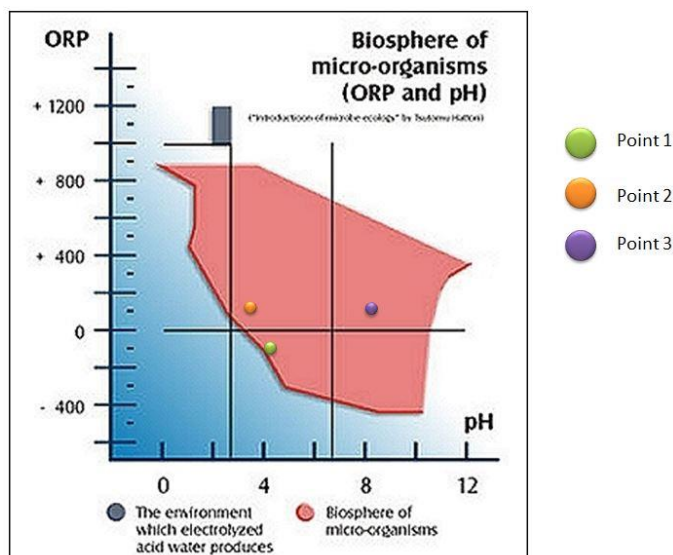 ORP
Biosphere of
micro-organisms
(ORP and pH)
("Introductioon of microbe ecology" by Tsutomu Hattori)
+ 1200
+ 800
+ 400
0
- 400
pH
0 4 8 12
The environment
which electrolyzed
acid water produces
Biosphere of
micro-organisms
Point 1
Point 2
Point 3